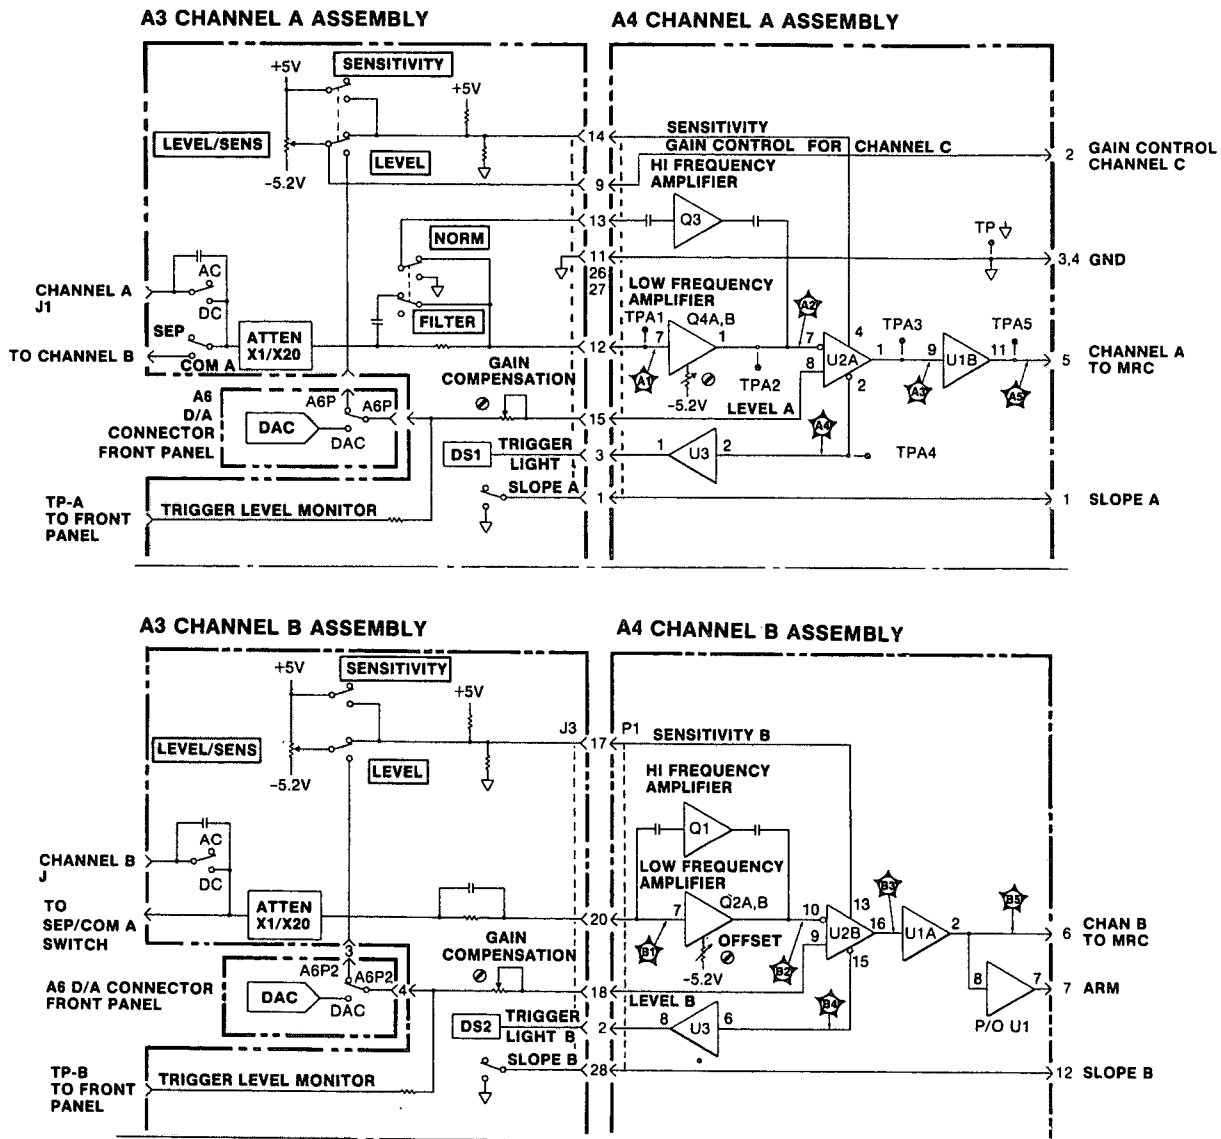 A3 CHANNEL A ASSEMBLY
A4 CHANNEL A ASSEMBLY
+5V
SENSITIVITY
+5V
LEVEL/SENS
LEVEL
-5.2V
14
SENSITIVITY
GAIN CONTROL FOR CHANNEL C
2 GAIN CONTROL
CHANNEL C
9
HI FREQUENCY
AMPLIFIER
13
Q3
NORM
TP
11
26
27
3,4 GND
AC
CHANNEL A
J1
DC
FILTER
LOW FREQUENCY
AMPLIFIER
TPA1
Q4A,B
A2
4
TPA3
TPA5
SEP
ATTEN
X1/X20
TO CHANNEL B
COM A
12
7
1
7
U2A
1
9
U1B
11
5 CHANNEL A
TO MRC
GAIN
COMPENSATION
A1
-5.2V
TPA2
8
2
A3
A5
A6
D/A
CONNECTOR
FRONT PANEL
A6P
A6P
DAC
DAC
15
LEVEL A
A4
DS1
TRIGGER
LIGHT
3
1
U3
2
TPA4
SLOPE A
1
1 SLOPE A
TP-A
TO FRONT
PANEL
TRIGGER LEVEL MONITOR
A3 CHANNEL B ASSEMBLY
A4 CHANNEL B ASSEMBLY
+5V
SENSITIVITY
+5V
LEVEL/SENS
LEVEL
-5.2V
J3
17
P1
SENSITIVITY B
HI FREQUENCY
AMPLIFIER
Q1
AC
CHANNEL B
J
DC
LOW FREQUENCY
AMPLIFIER
Q2A,B
B3
B5
TO
SEP/COM A
SWITCH
ATTEN
X1/X20
20
7
10
13
U2B
16
U1A
2
6 CHAN B
TO MRC
9
15
GAIN
COMPENSATION
B1
OFFSET
-5.2V
B2
3
A6 D/A CONNECTOR
FRONT PANEL
A6P2
A6P2
DAC
DAC
4
18
LEVEL B
B4
8
7
7 ARM
P/O U1
DS2
TRIGGER
LIGHT B
2
8
U3
6
SLOPE B
28
12 SLOPE B
TP-B
TO FRONT
PANEL
TRIGGER LEVEL MONITOR